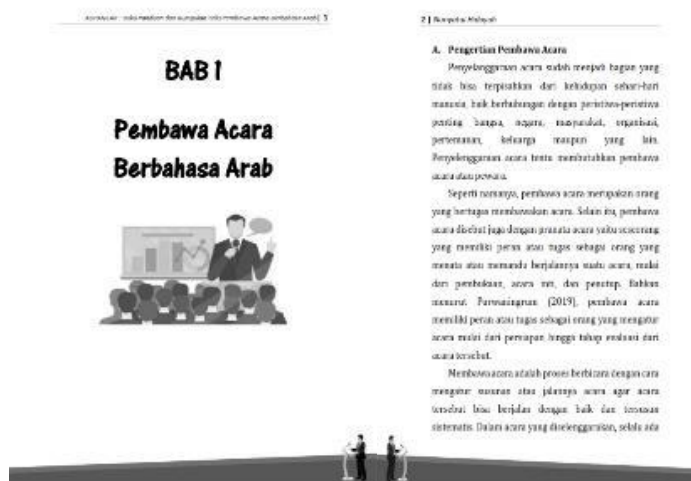 BAB 1
Pembawa Acara
Berbahasa Arab
2 |
A. Pengertian Pembawa Acara
Penyelenggaraan acara sudah menjadi bagian yang
tidak bisa terpisahkan dari kehidupan sehari-hari
manusia, baik berhubungan dengan peristiwa-peristiwa
penting bangsa, negara, masyarakat, organisasi,
pertemanan, keluarga maupun yang lain.
Penyelenggaraan acara tentu membutuhkan pembawa
acara atau pewara.
Seperti namanya, pembawa acara merupakan orang
yang bertugas membawakan acara. Selain itu, pembawa
acara disebut juga dengan pranata acara yaitu seseorang
yang memiliki peran atau tugas sebagai orang yang
menata atau memandu berjalannya suatu acara, mulai
dari pembukaan, acara inti, dan penutup. Bahkan
menurut Purwaningrum (2019), pembawa acara
memiliki peran atau tugas sebagai orang yang mengatur
acara mulai dari persiapan hingga tahap evaluasi dari
acara tersebut.
Membawa acara adalah proses berbicara dengan cara
mengatur susunan atau jalannya acara agar acara
tersebut bisa berjalan dengan baik dan tersusun
sistematis. Dalam acara yang diselenggarakan, selalu ada